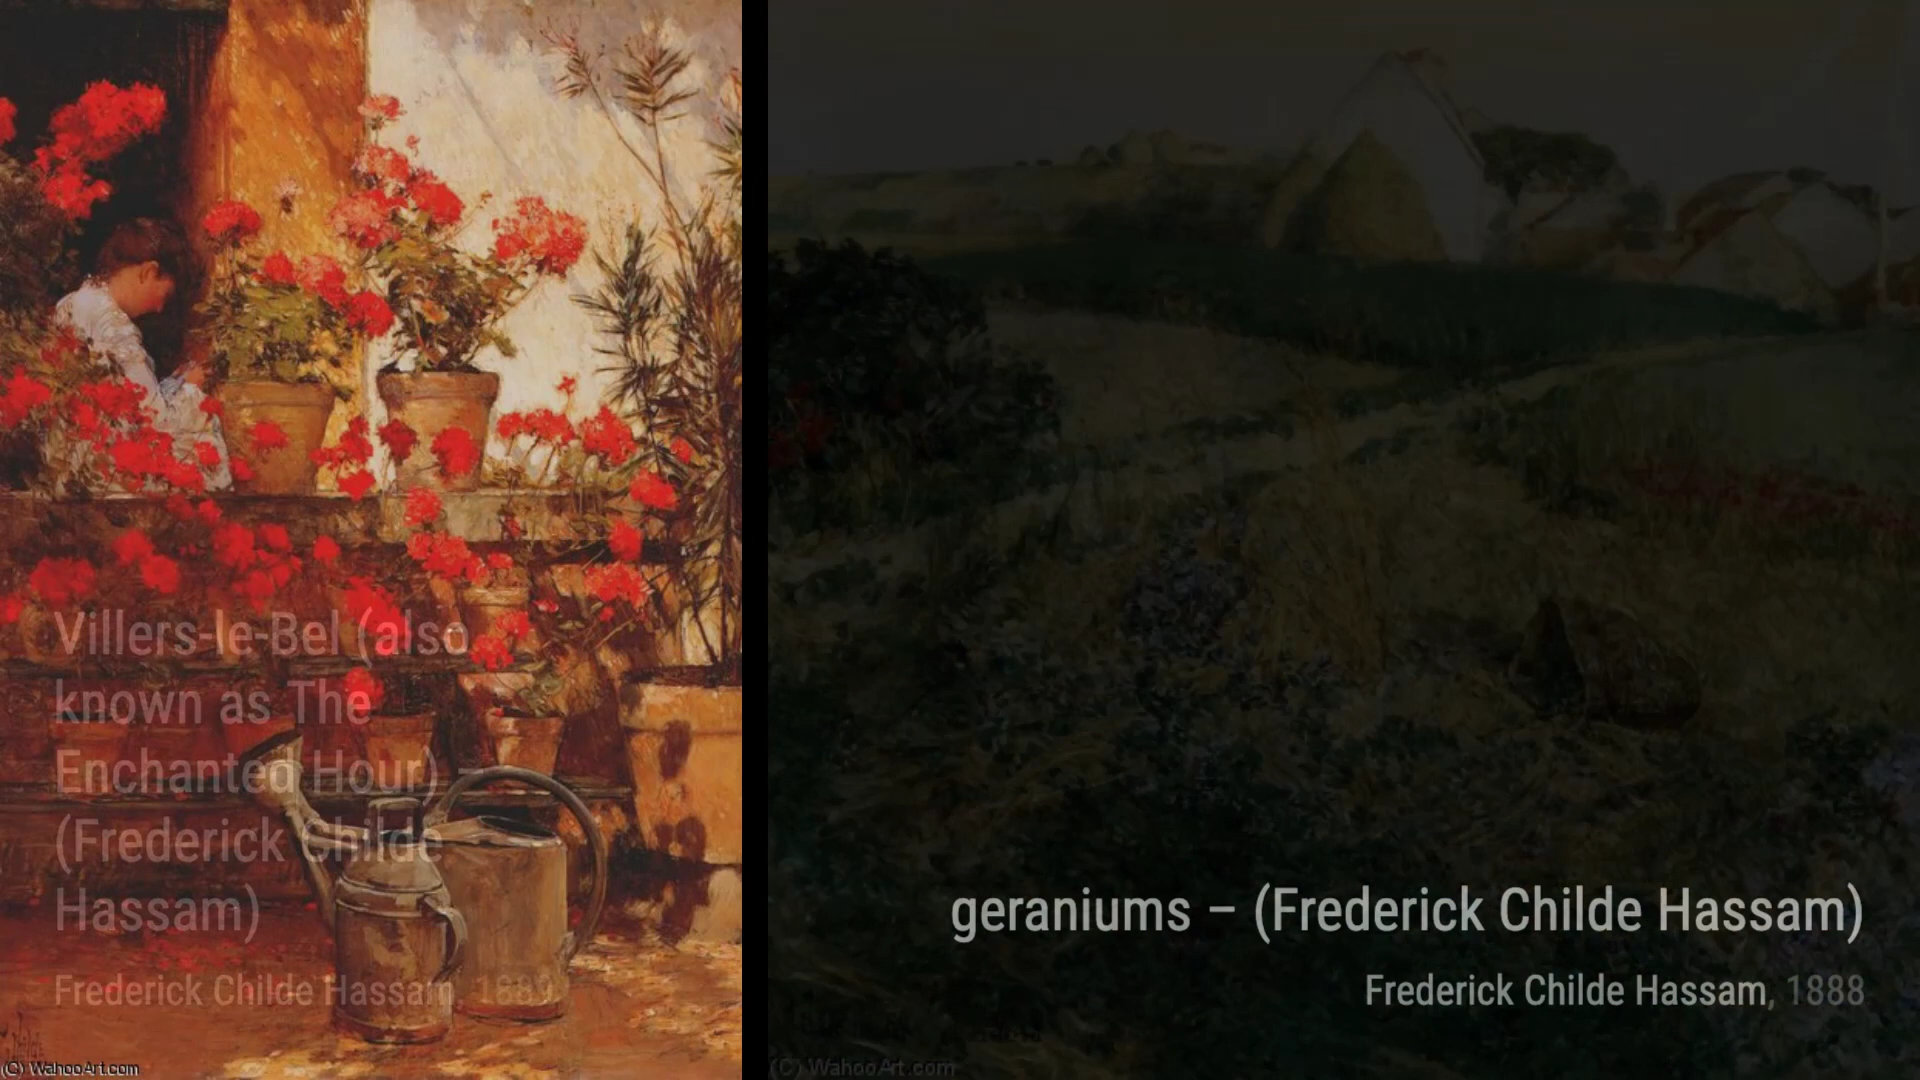 Villers-le-Bel (also
known as The
Enchanted Hour)
(Frederick Childe
Hassam)
Frederick Childe Hassam, 1889
(C) WahooArt.com
geraniums – (Frederick Childe Hassam)
Frederick Childe Hassam, 1888
(C) WahooArt.com